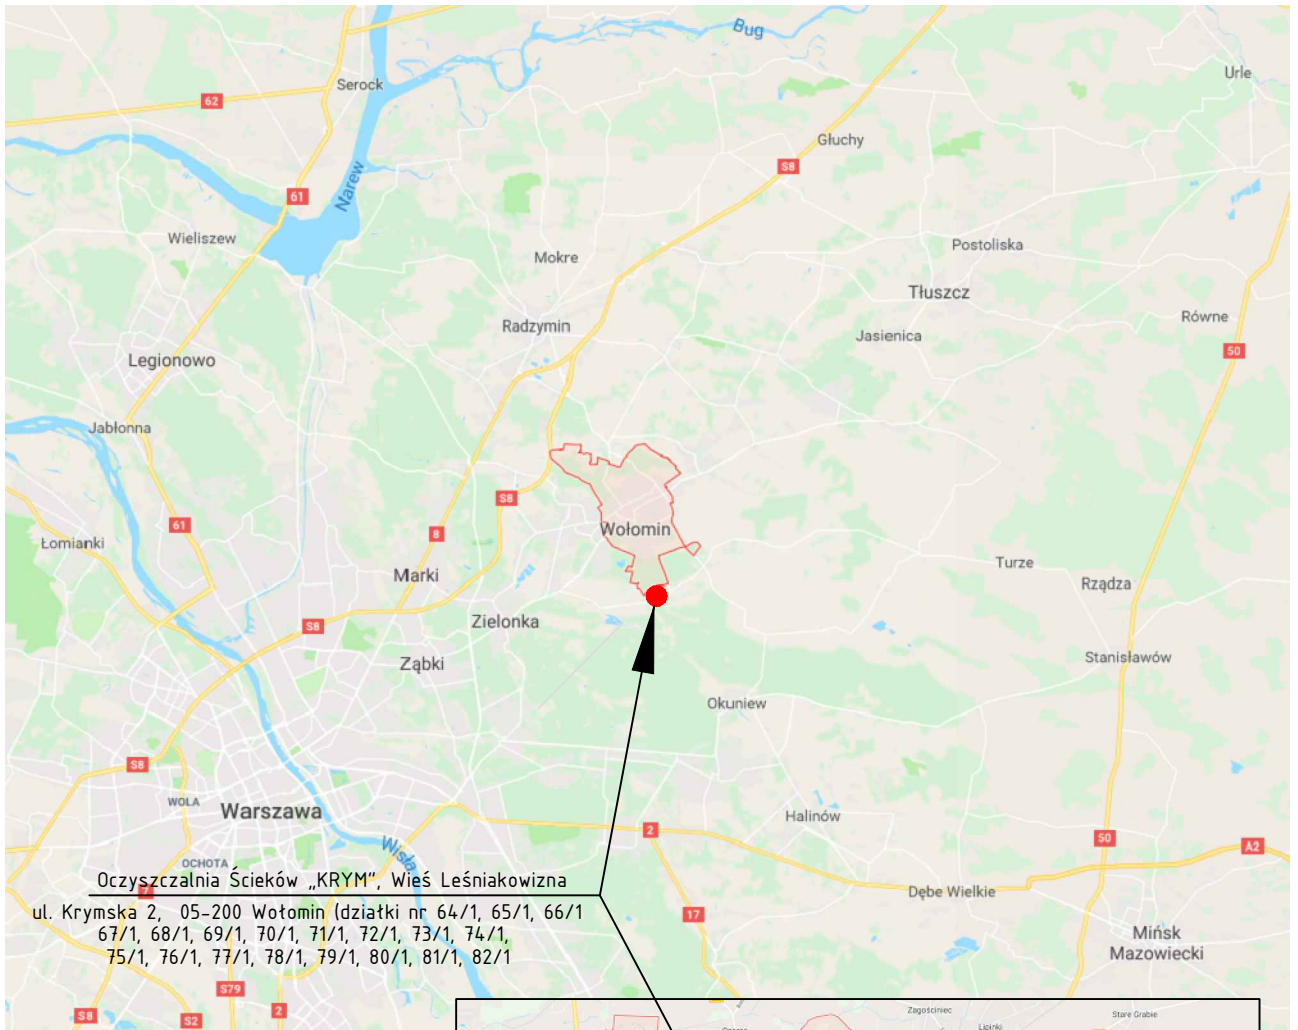 Bug
Urle
Serock
62
Głuchy
S8
Narew
61
Wieliszew
Postoliska
Mokre
Tłuszcz
Równe
Radzymin
Jasienica
50
Legionowo
Jabłonna
S8
61
8
Wołomin
Łomianki
Turze
Marki
Rządza
Zielonka
S8
Ząbki
Stanisławów
Okuniew
S8
WOLA
Warszawa
Halinów
2
50
A2
Wisła
OCHOTA
7
Oczyszczalnia Ścieków „KRYM", Wieś Leśniakowizna
ul. Krymska 2, 05-200 Wołomin (działki nr 64/1, 65/1, 66/1
67/1, 68/1, 69/1, 70/1, 71/1, 72/1, 73/1, 74/1,
75/1, 76/1, 77/1, 78/1, 79/1, 80/1, 81/1, 82/1
Dębe Wielkie
17
Mińsk
Mazowiecki
S79
2
S8
S2
Zagościniec
Stare Grabie
Lipinki